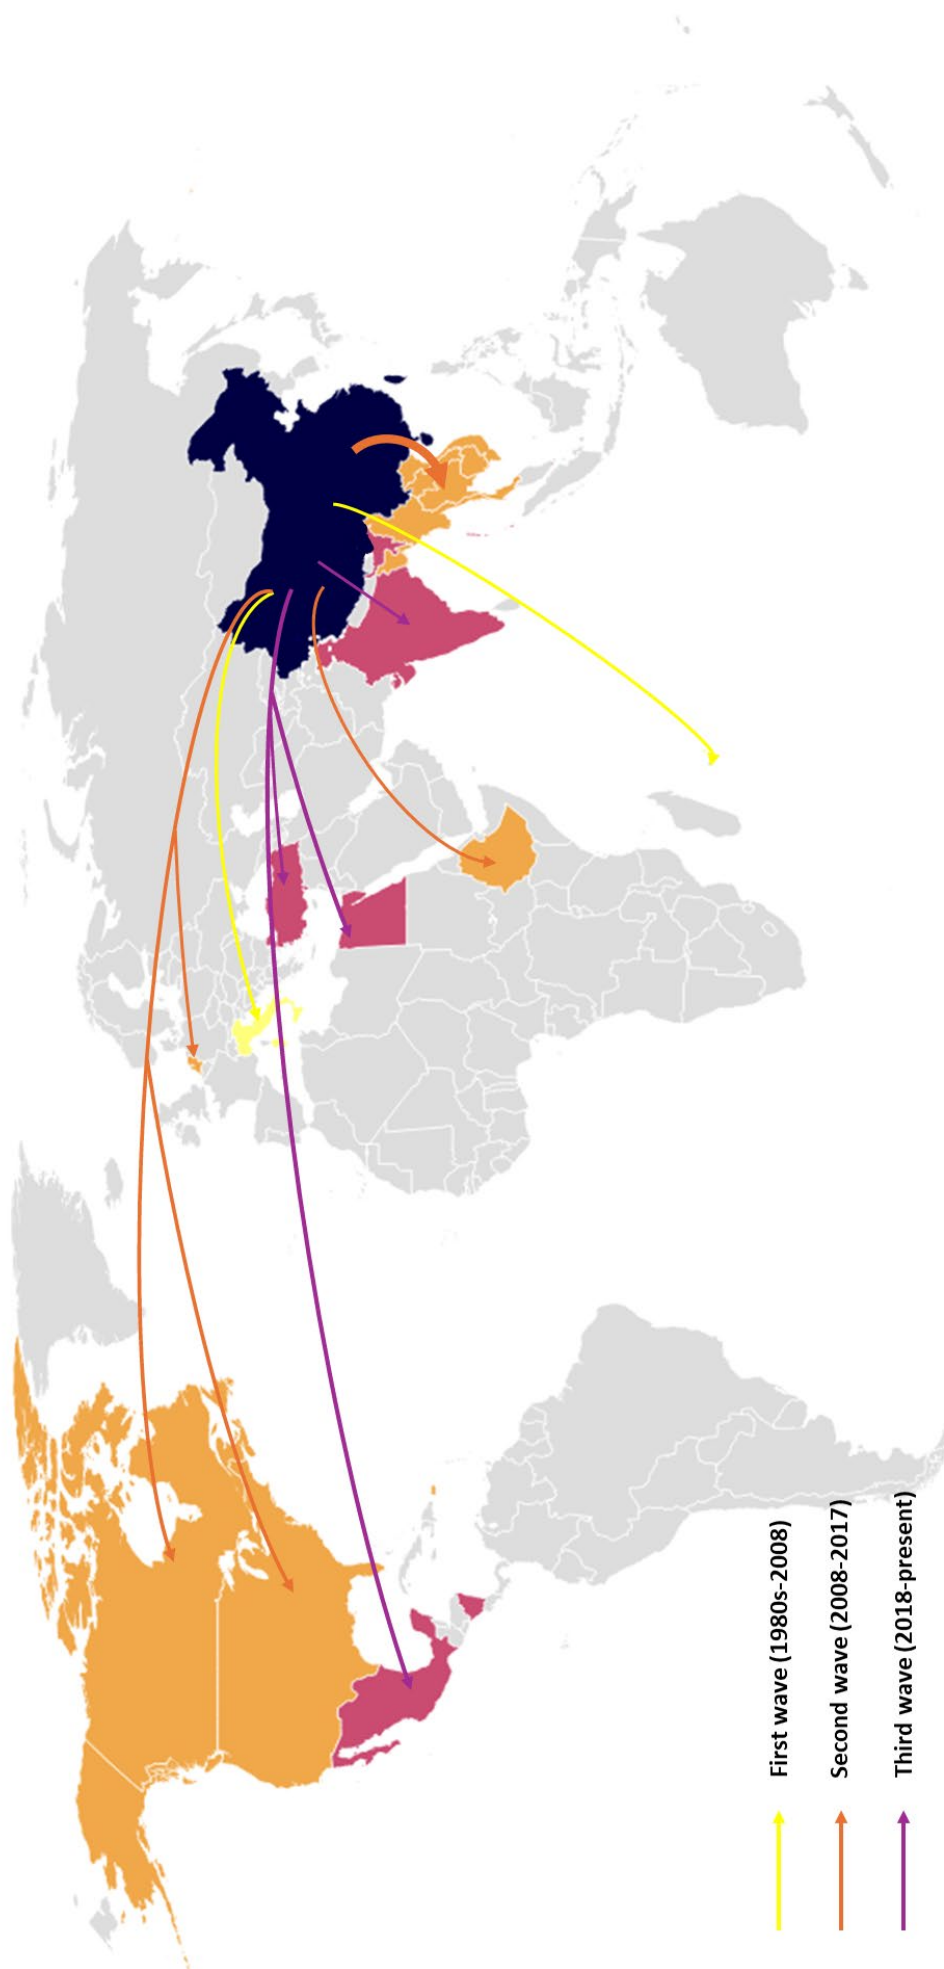 First wave (1980s-2008)
Second wave (2008-2017)
Third wave (2018-present)